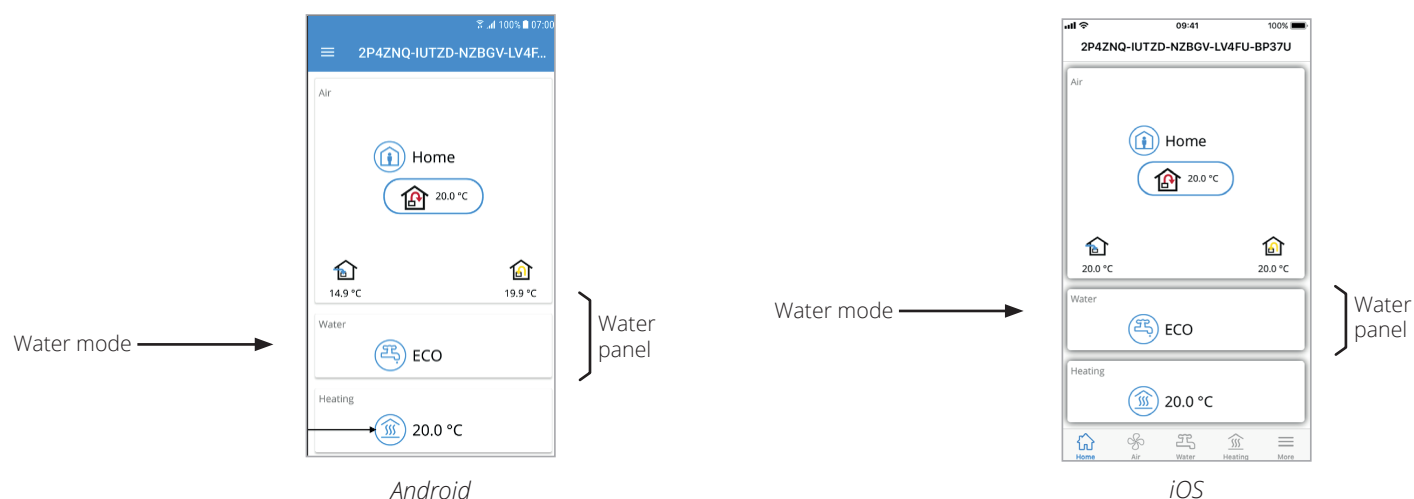 100% 07:00
2P4ZNQ-IUTZD-NZBGV-LV4F...
Air
Home
20.0 °C
14.9 °C
19.9 °C
Water
ECO
Heating
20.0 °C
Water mode
Water
panel
Android
09:41
100%
2P4ZNQ-IUTZD-NZBGV-LV4FU-BP37U
Air
Home
20.0 °C
20.0 °C
20.0 °C
Water
ECO
Heating
20.0 °C
Home
Air
Water
Heating
More
Water mode
Water
panel
iOS